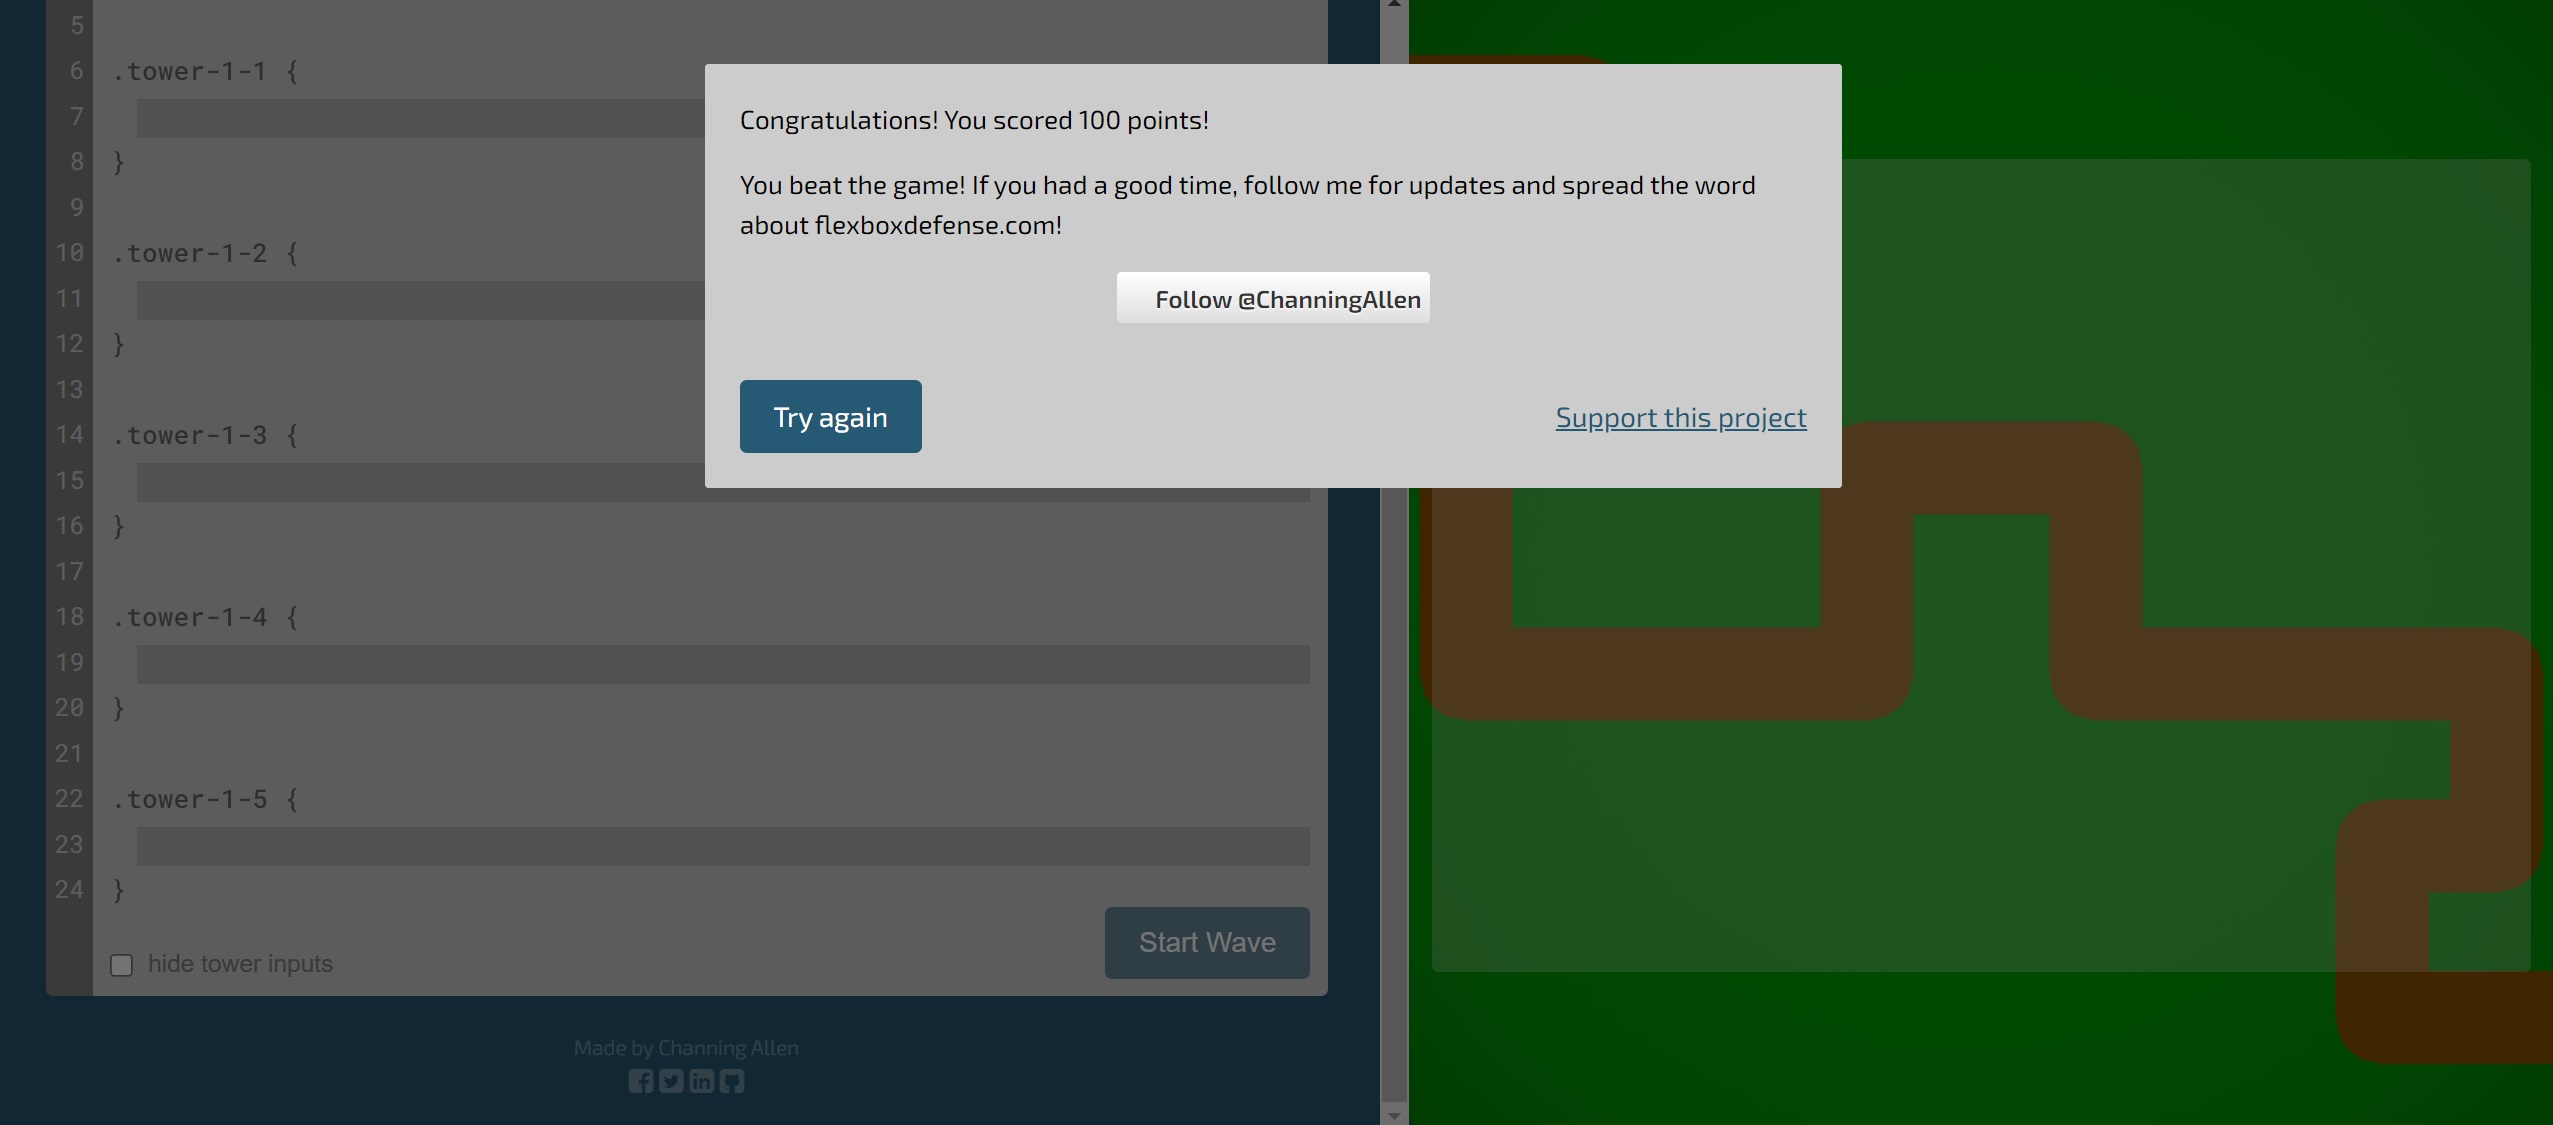 5
6 .tower-1-1 {
7
8 }
9
10 .tower-1-2 {
11
12 }
13
14 .tower-1-3 {
15
16 }
17
18 .tower-1-4 {
19
20 }
21
22 .tower-1-5 {
23
24 }
hide tower inputs
Start Wave
Made by Channing Allen
Congratulations! You scored 100 points!
You beat the game! If you had a good time, follow me for updates and spread the word
about flexboxdefense.com!
Follow @ChanningAllen
Try again
Support this project